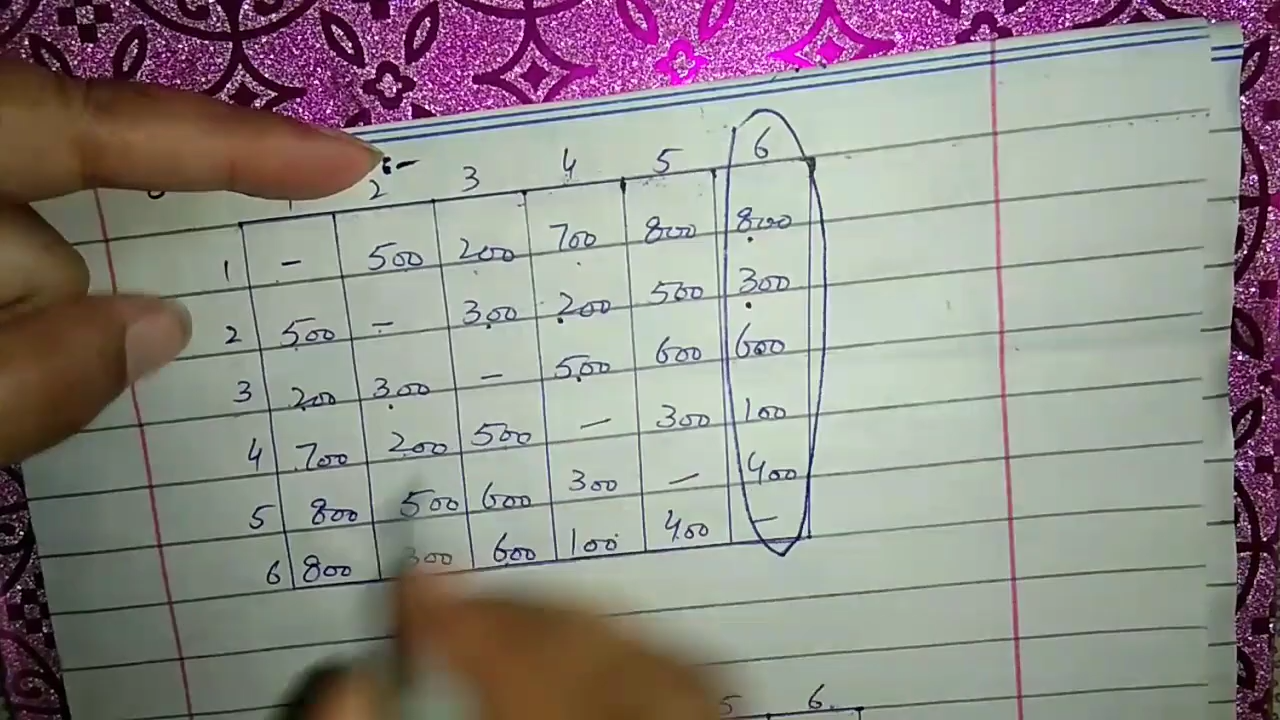 1 2 3 4 5 6
1 - 500 200 700 800 800
2 500 - 300 200 500 300
3 200 300 - 500 600 600
4 700 200 500 - 300 100
5 800 500 600 300 - 400
6 800 300 600 100 400 -
5 6